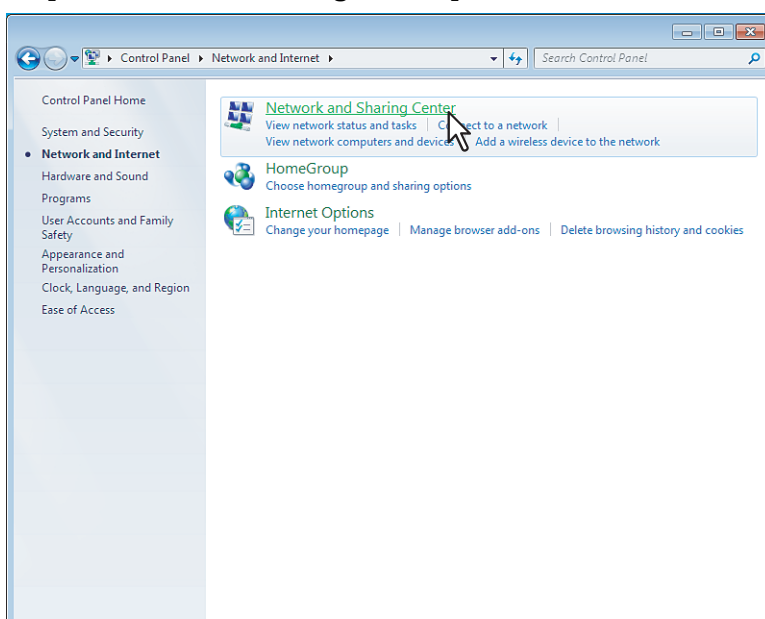 Control Panel ▸ Network and Internet ▸
Search Control Panel
Control Panel Home
System and Security
Network and Internet
Hardware and Sound
Programs
User Accounts and Family
Safety
Appearance and
Personalization
Clock, Language, and Region
Ease of Access
Network and Sharing Center
View network status and tasks | to a network
View network computers and devices | Add a wireless device to the network
HomeGroup
Choose homegroup and sharing options
Internet Options
Change your homepage | Manage browser add-ons | Delete browsing history and cookies